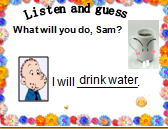 Listen and guess
What will you do, Sam?
I will drink water.